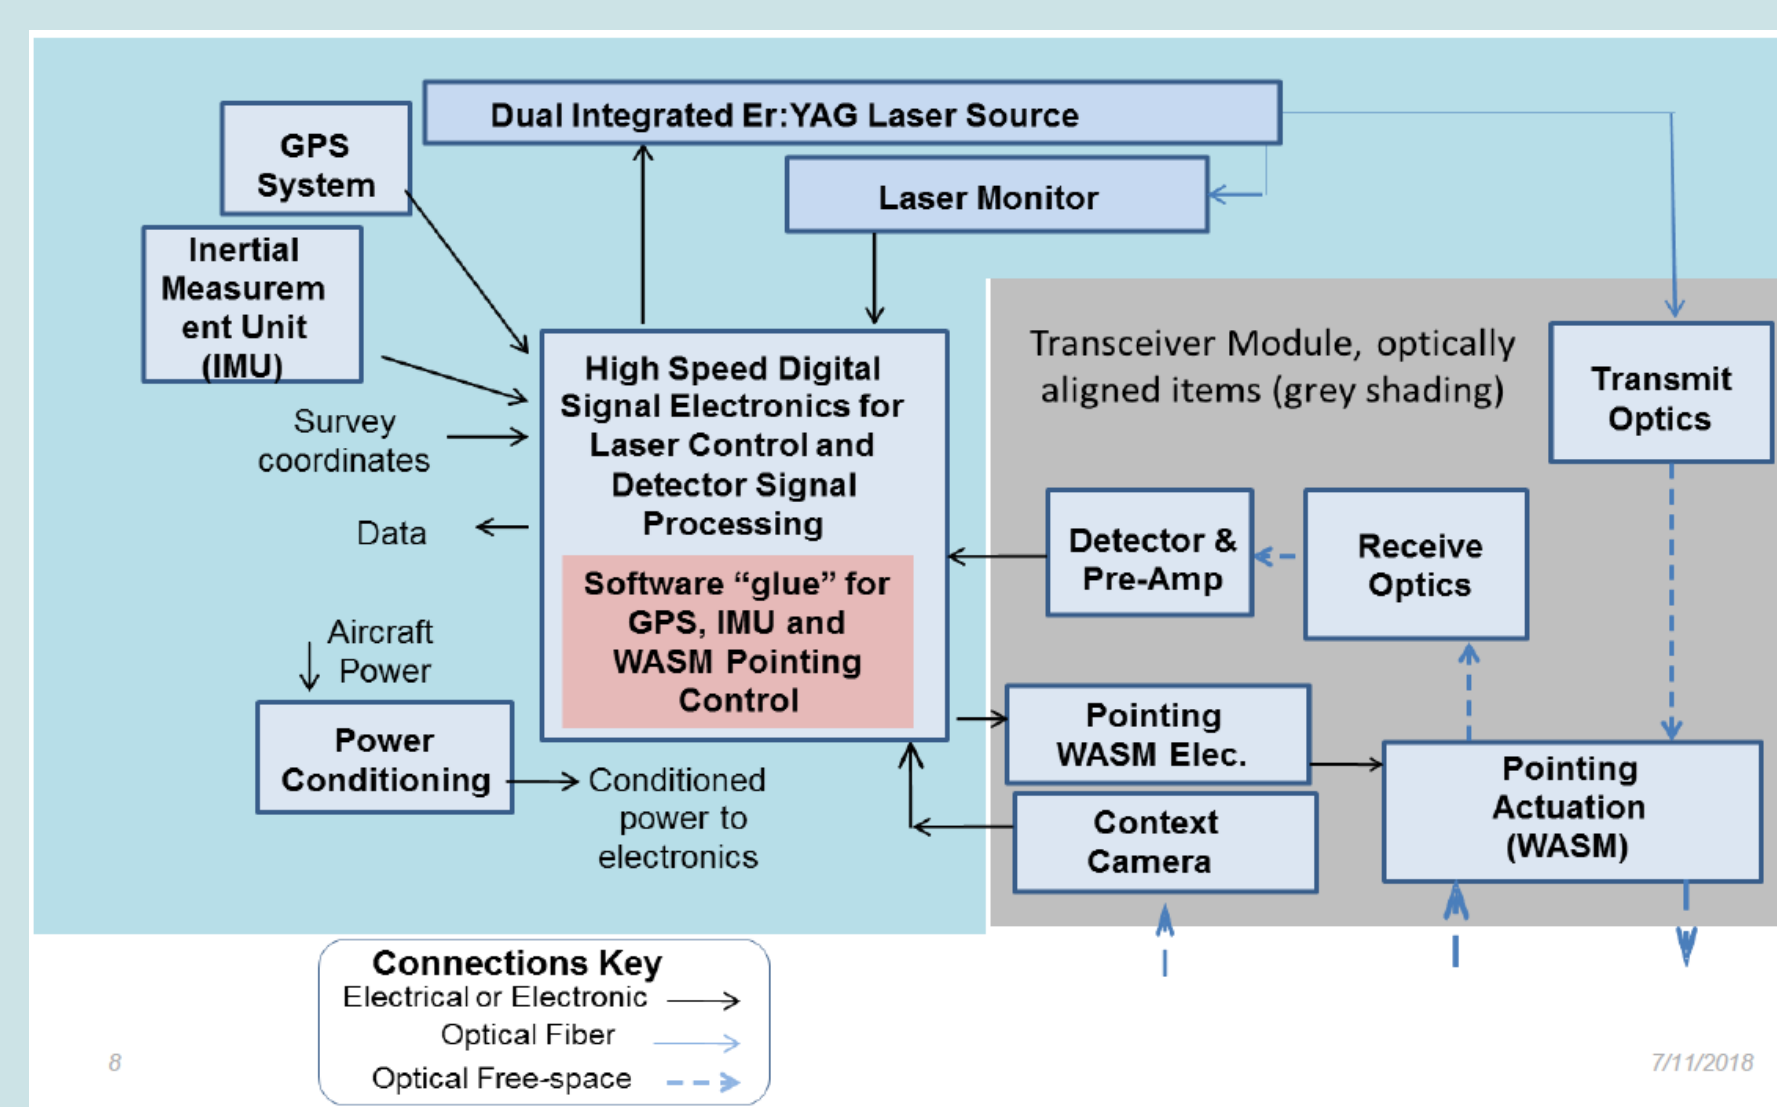 Dual Integrated Er:YAG Laser Source
GPS
System
Laser Monitor
Inertial
Measurem
ent Unit
(IMU)
Survey
coordinates
Data
Aircraft
Power
Power
Conditioning
Conditioned
power to
electronics
High Speed Digital
Signal Electronics for
Laser Control and
Detector Signal
Processing
Software “glue” for
GPS, IMU and
WASM Pointing
Control
Transceiver Module, optically
aligned items (grey shading)
Transmit
Optics
Detector &
Pre-Amp
Receive
Optics
Pointing
WASM Elec.
Context
Camera
Pointing
Actuation
(WASM)
Connections Key
Electrical or Electronic
Optical Fiber
Optical Free-space
8
7/11/2018